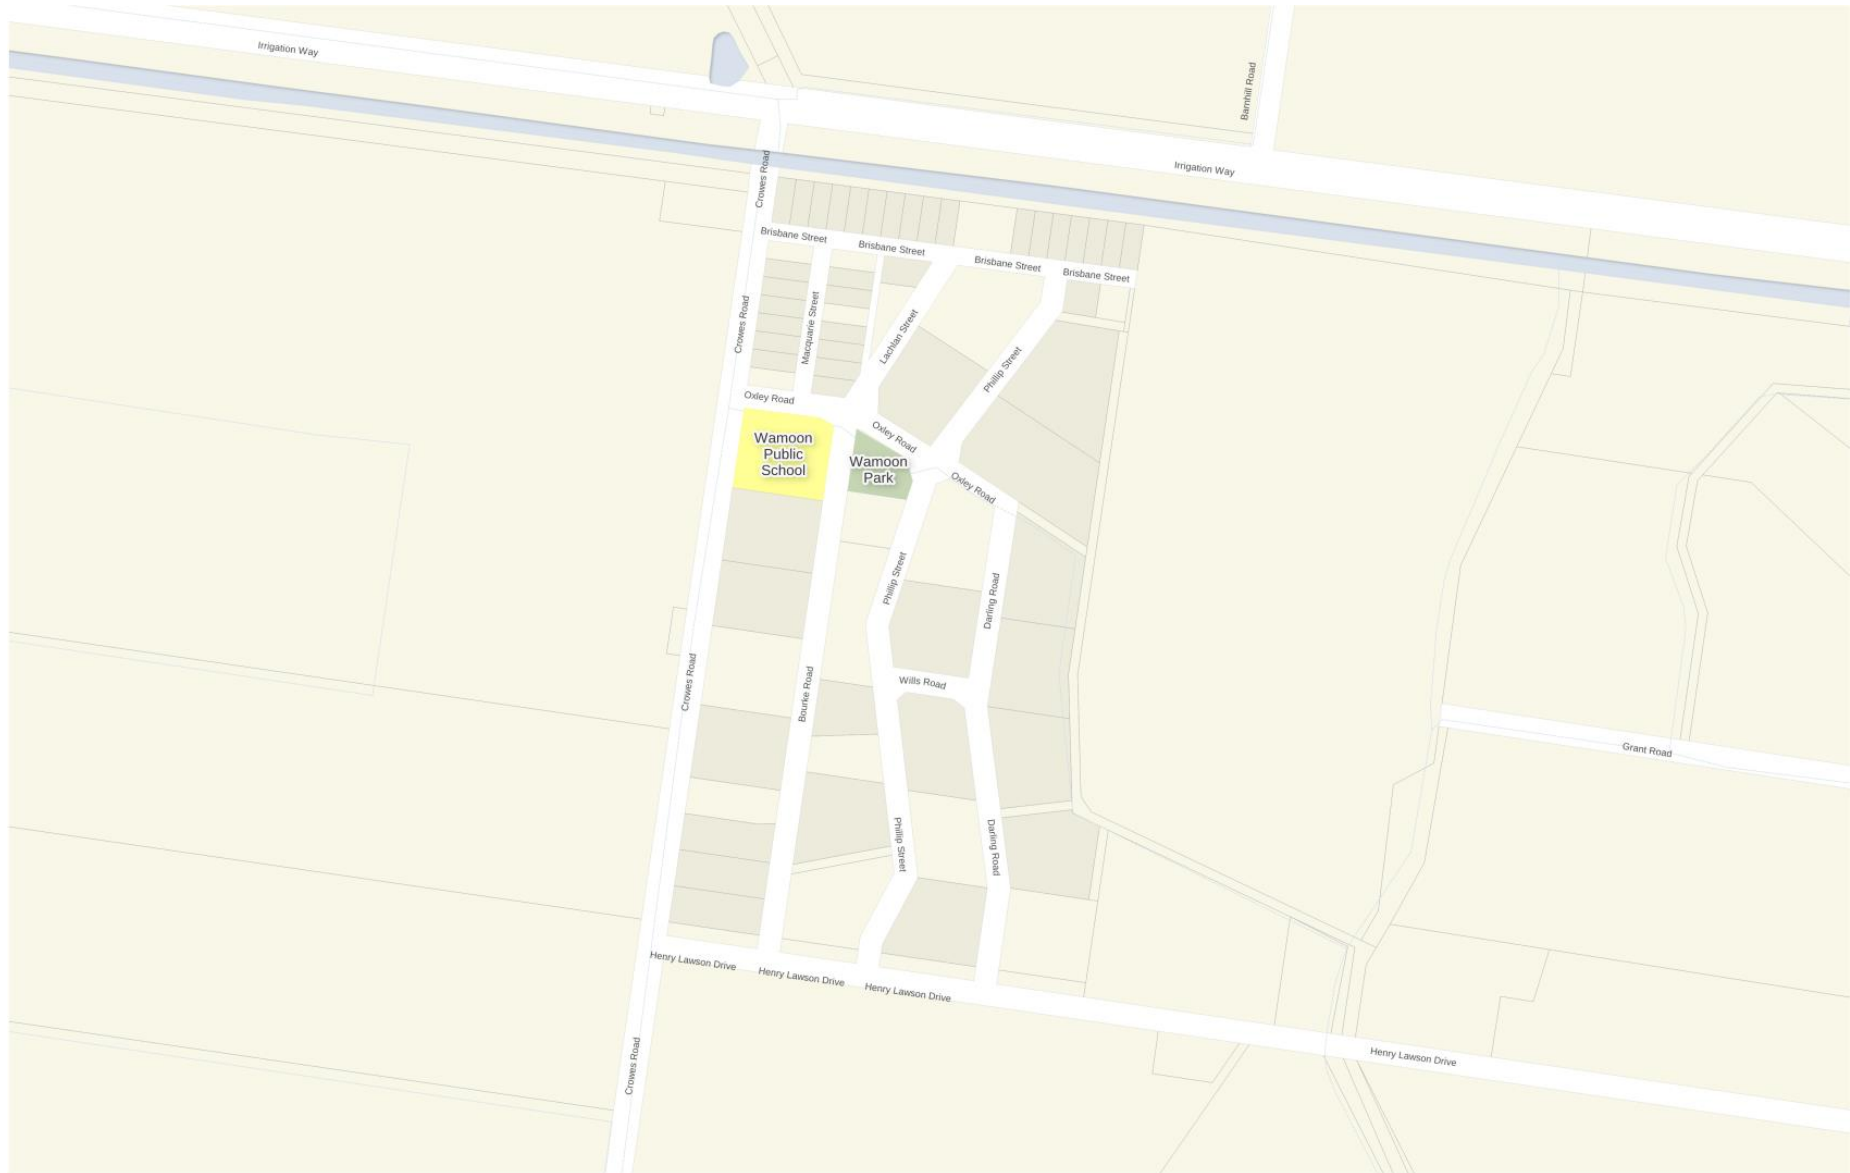 Irrigation Way
Barnhill Road
Irrigation Way
Crowes Road
Brisbane Street
Brisbane Street
Brisbane Street
Brisbane Street
Crowes Road
Macquarie Street
Lachlan Street
Phillip Street
Oxley Road
Oxley Road
Wamoon
Public
School
Wamoon
Park
Oxley Road
Phillip Street
Darling Road
Crowes Road
Bourke Road
Wills Road
Grant Road
Phillip Street
Darling Road
Henry Lawson Drive
Henry Lawson Drive
Henry Lawson Drive
Henry Lawson Drive
Crowes Road